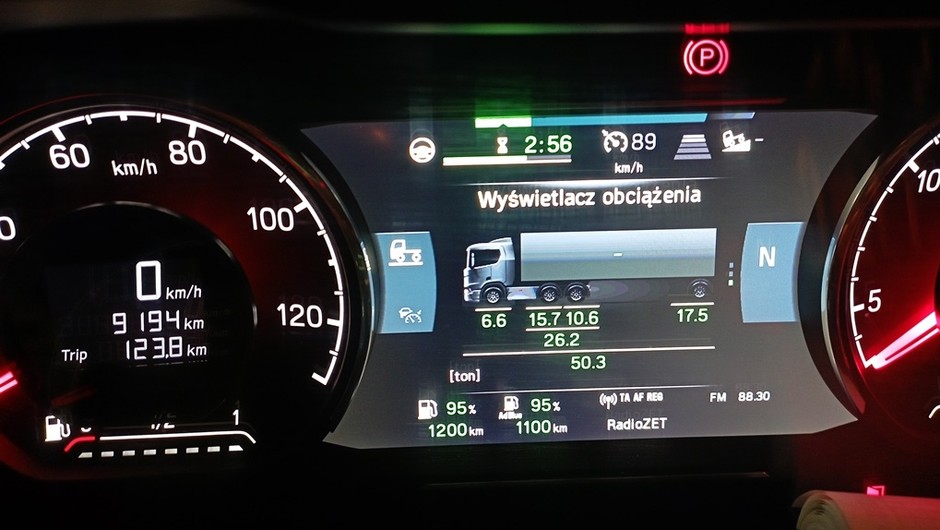 60
80
km/h
100
120
0 km/h
9194 km
Trip 123.8 km
1/2 1
P
2:56
89
km/h
Wyświetlacz obciążenia
N
6.6 15.7 10.6 17.5
26.2
50.3
[ton]
95%
1200 km
AdBlue 95%
1100 km
TA AF REG
FM 88.30
RadioZET
10
5